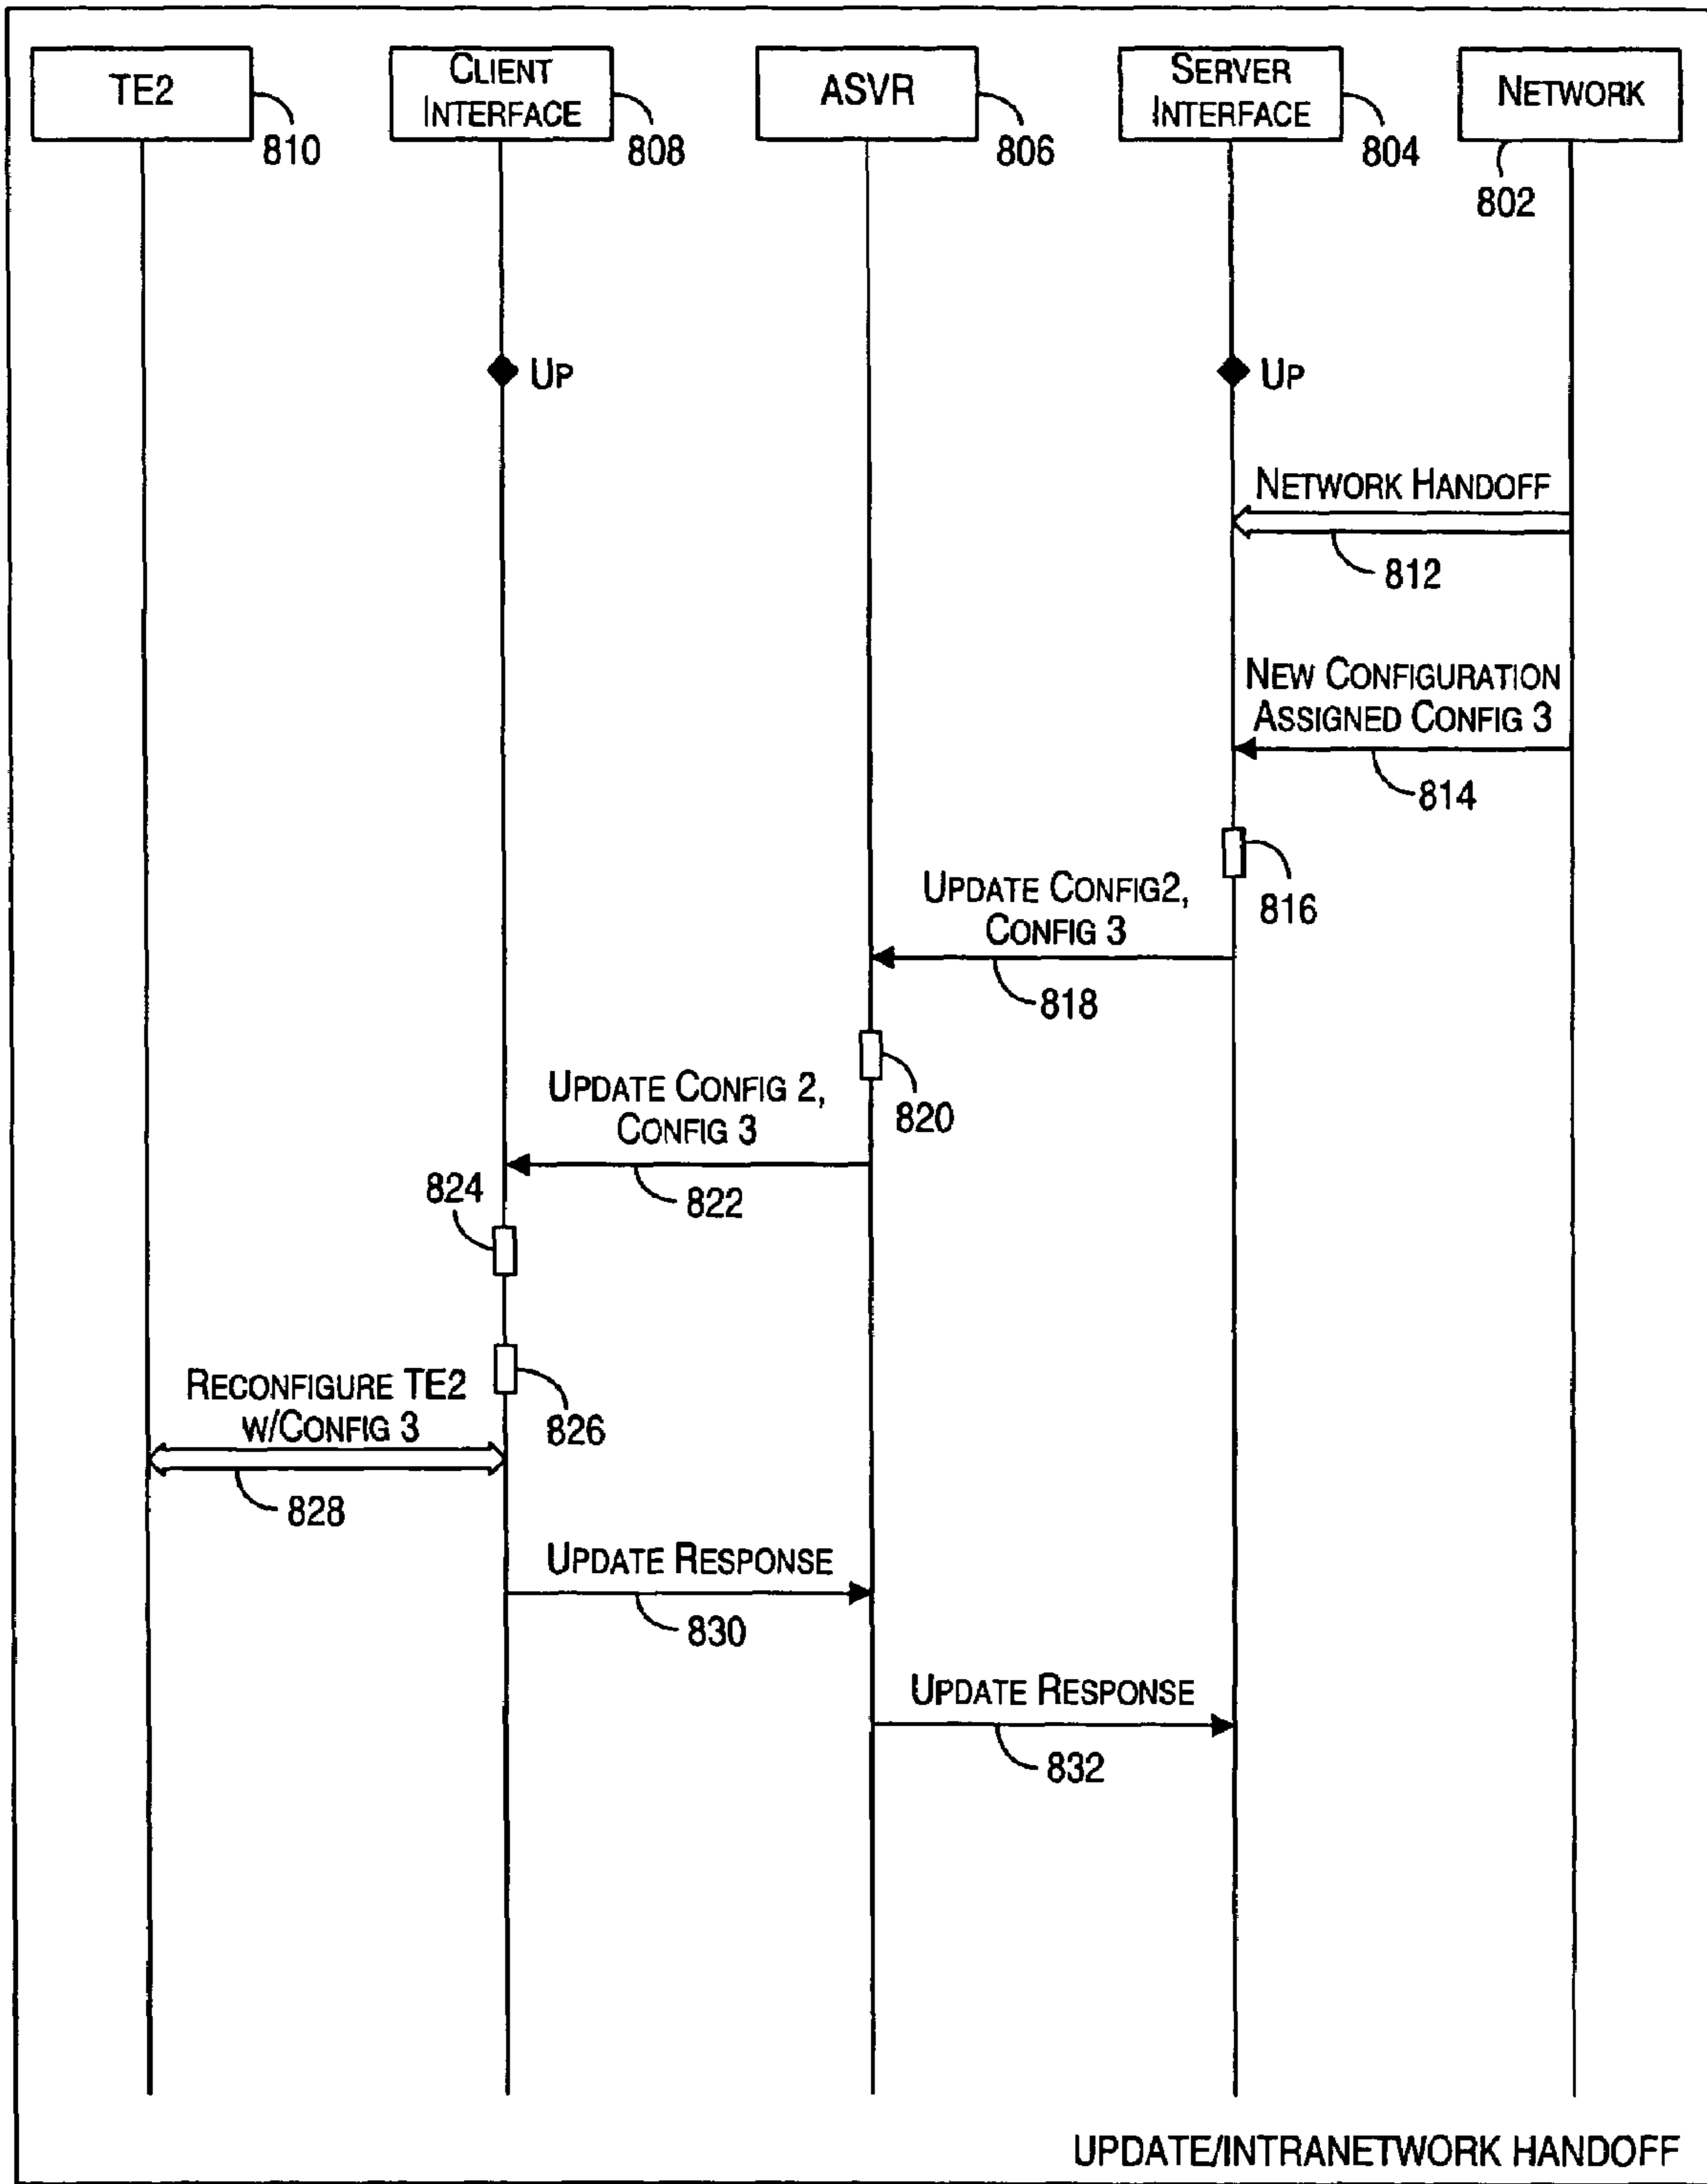 TE2
810
CLIENT
INTERFACE
808
ASVR
806
SERVER
INTERFACE
804
NETWORK
802
UP
UP
NETWORK HANDOFF
812
NEW CONFIGURATION
ASSIGNED CONFIG 3
814
816
UPDATE CONFIG2,
CONFIG 3
818
820
UPDATE CONFIG 2,
CONFIG 3
822
824
826
RECONFIGURE TE2
W/CONFIG 3
828
UPDATE RESPONSE
830
UPDATE RESPONSE
832
UPDATE/INTRANETWORK HANDOFF